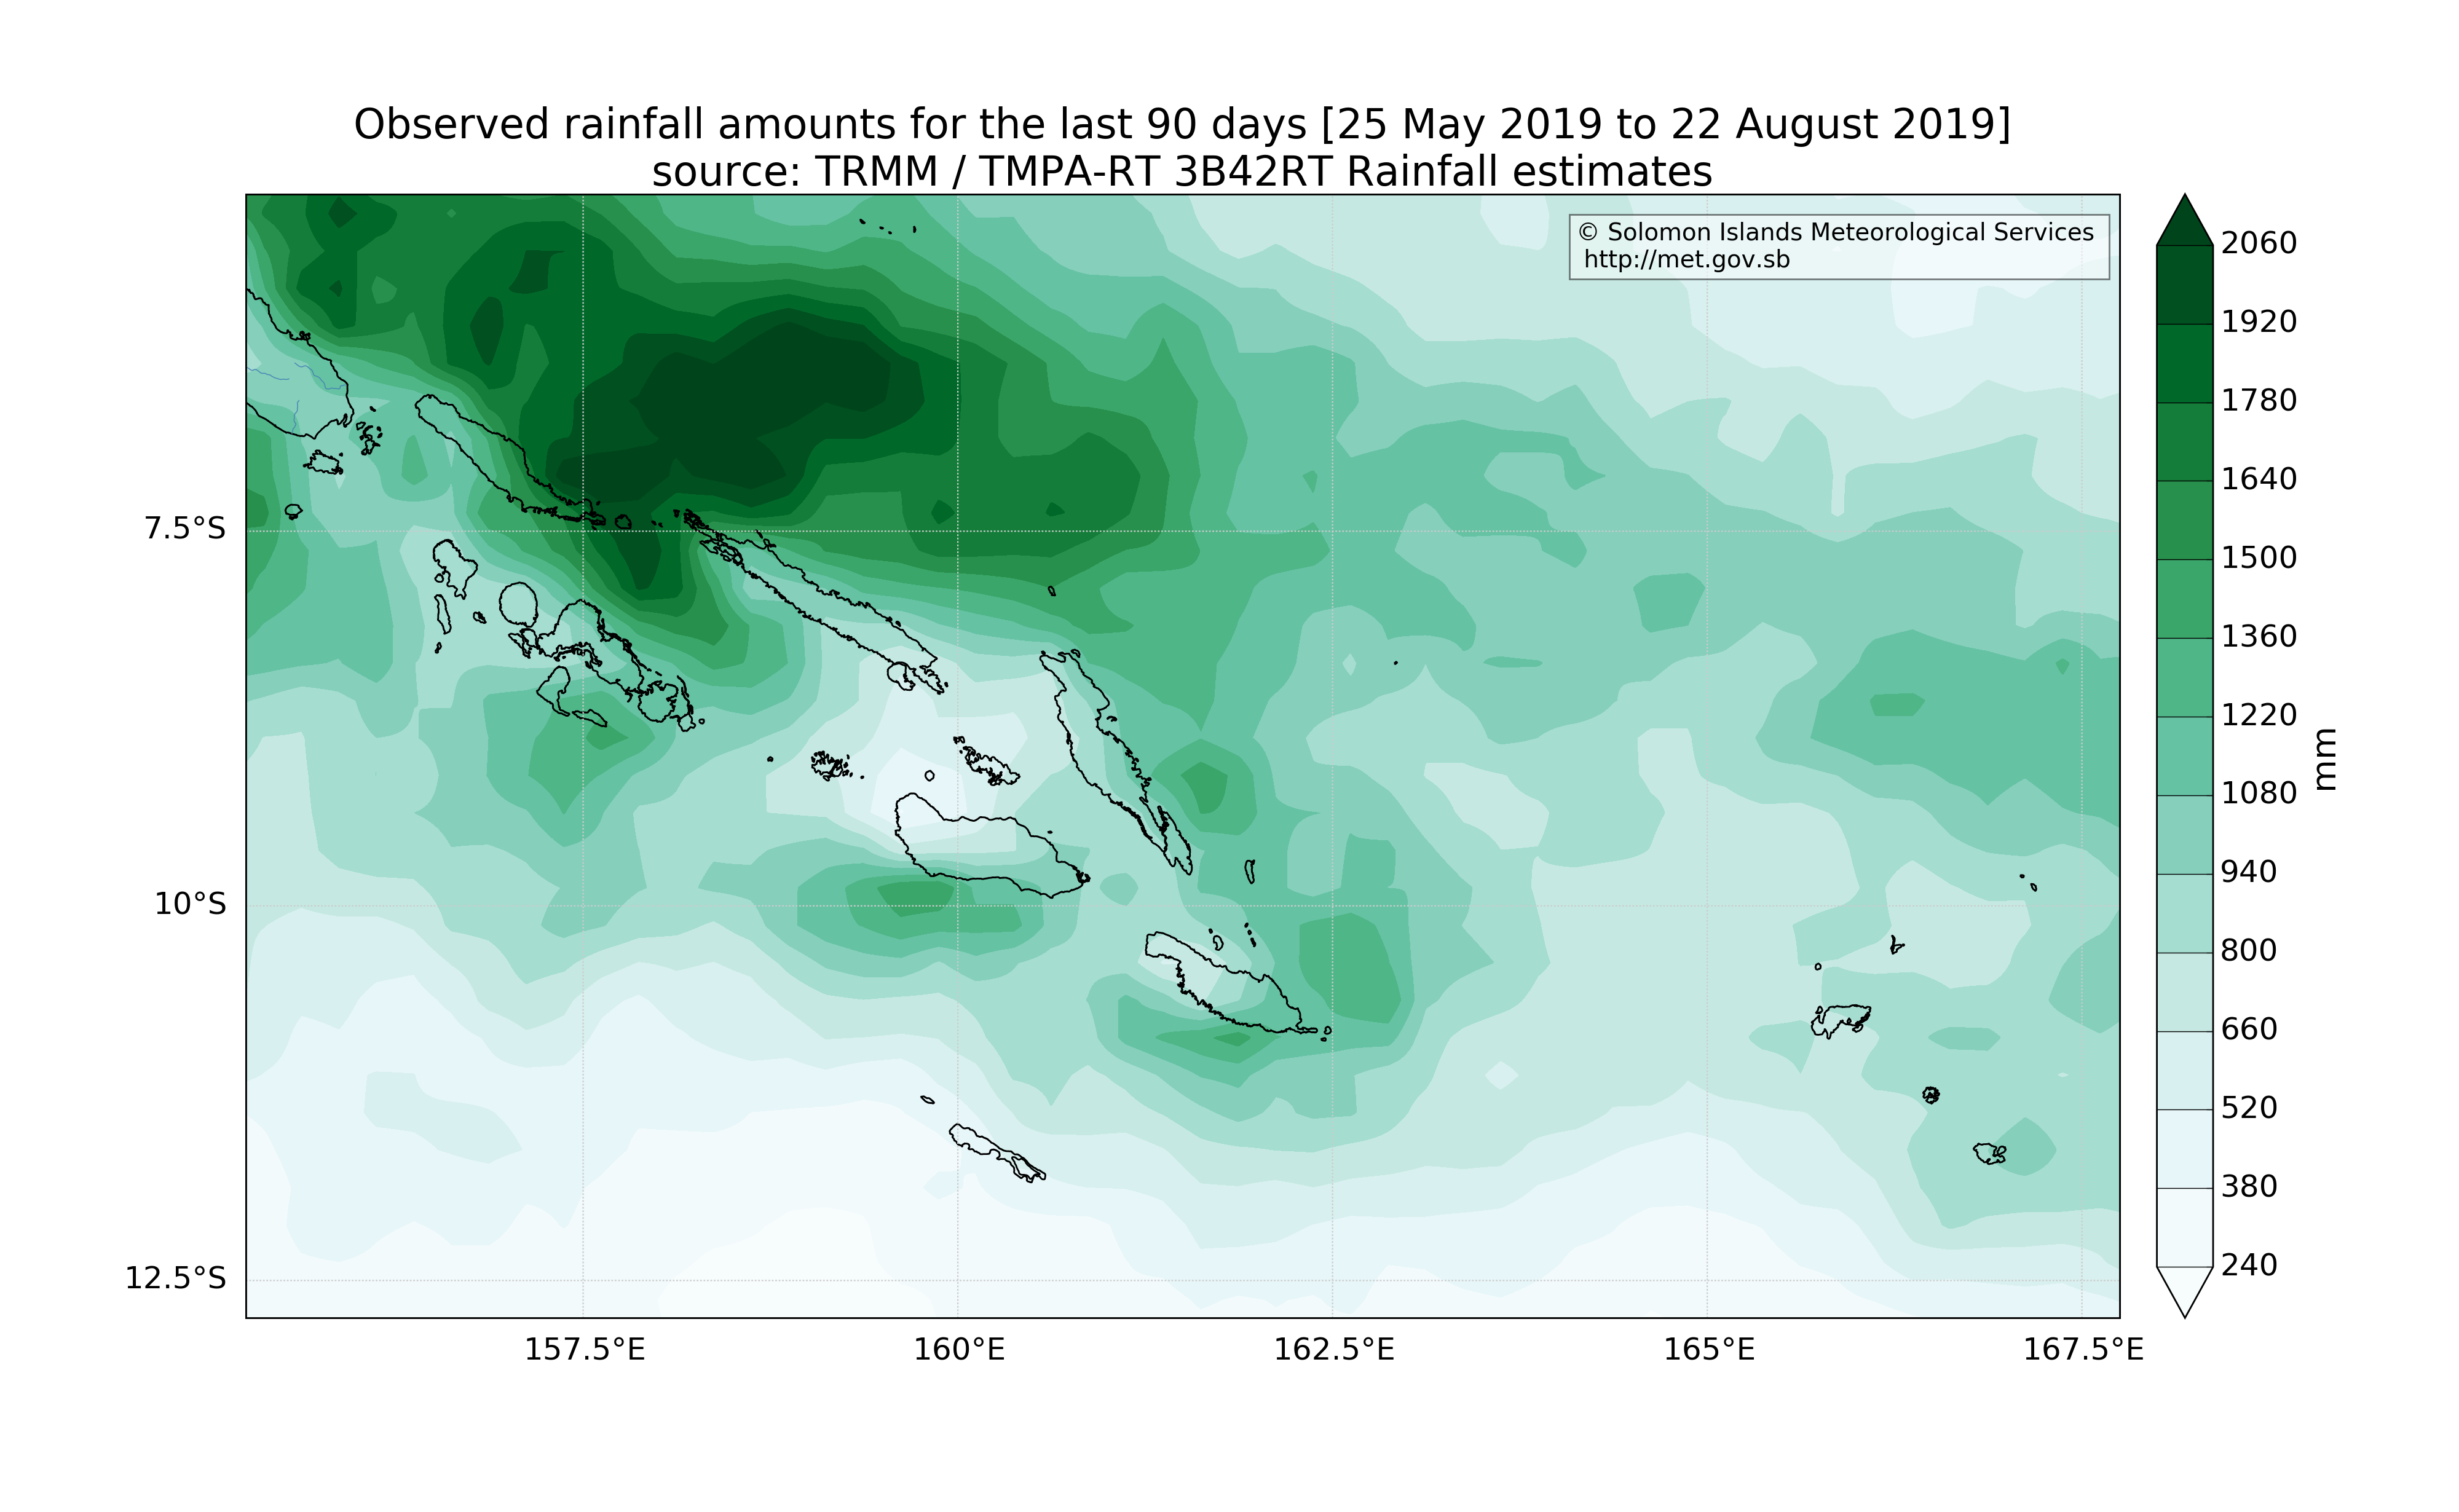 Observed rainfall amounts for the last 90 days [25 May 2019 to 22 August 2019]
source: TRMM / TMPA-RT 3B42RT Rainfall estimates
© Solomon Islands Meteorological Services
http://met.gov.sb
7.5°S
10°S
12.5°S
157.5°E
160°E
162.5°E
165°E
167.5°E
2060
1920
1780
1640
1500
1360
1220
1080
940
800
660
520
380
240
mm